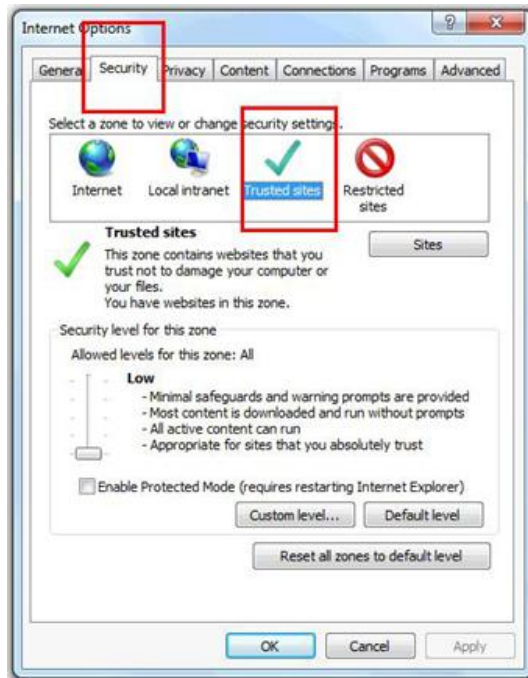 Internet Options
General Security Privacy Content Connections Programs Advanced
Select a zone to view or change security settings.
Internet Local intranet Trusted sites Restricted
sites
Trusted sites
Sites
This zone contains websites that you
trust not to damage your computer or
your files.
You have websites in this zone.
Security level for this zone
Allowed levels for this zone: All
Low
- Minimal safeguards and warning prompts are provided
- Most content is downloaded and run without prompts
- All active content can run
- Appropriate for sites that you absolutely trust
Enable Protected Mode (requires restarting Internet Explorer)
Custom level... Default level
Reset all zones to default level
OK Cancel Apply